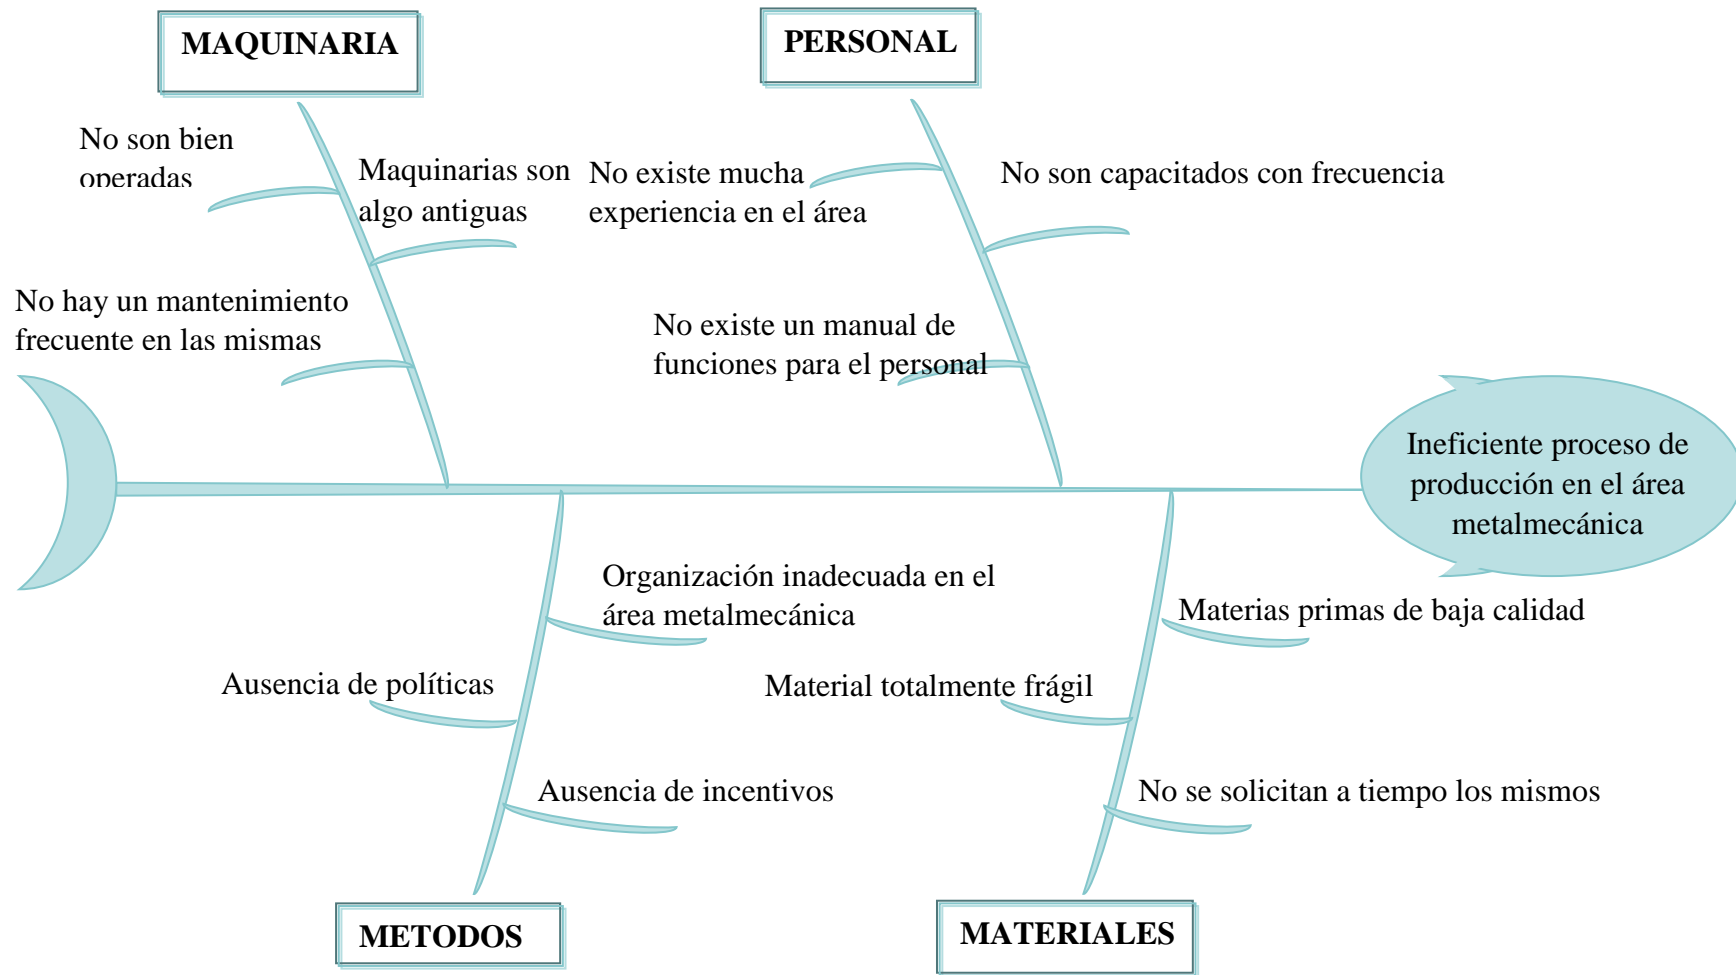 MAQUINARIA
PERSONAL
No son bien
operadas
Maquinarias son
algo antiguas
No existe mucha
experiencia en el área
No son capacitados con frecuencia
No hay un mantenimiento
frecuente en las mismas
No existe un manual de
funciones para el personal
Ineficiente proceso de
producción en el área
metalmecánica
Organización inadecuada en el
área metalmecánica
Materias primas de baja calidad
Ausencia de políticas
Material totalmente frágil
Ausencia de incentivos
No se solicitan a tiempo los mismos
METODOS
MATERIALES